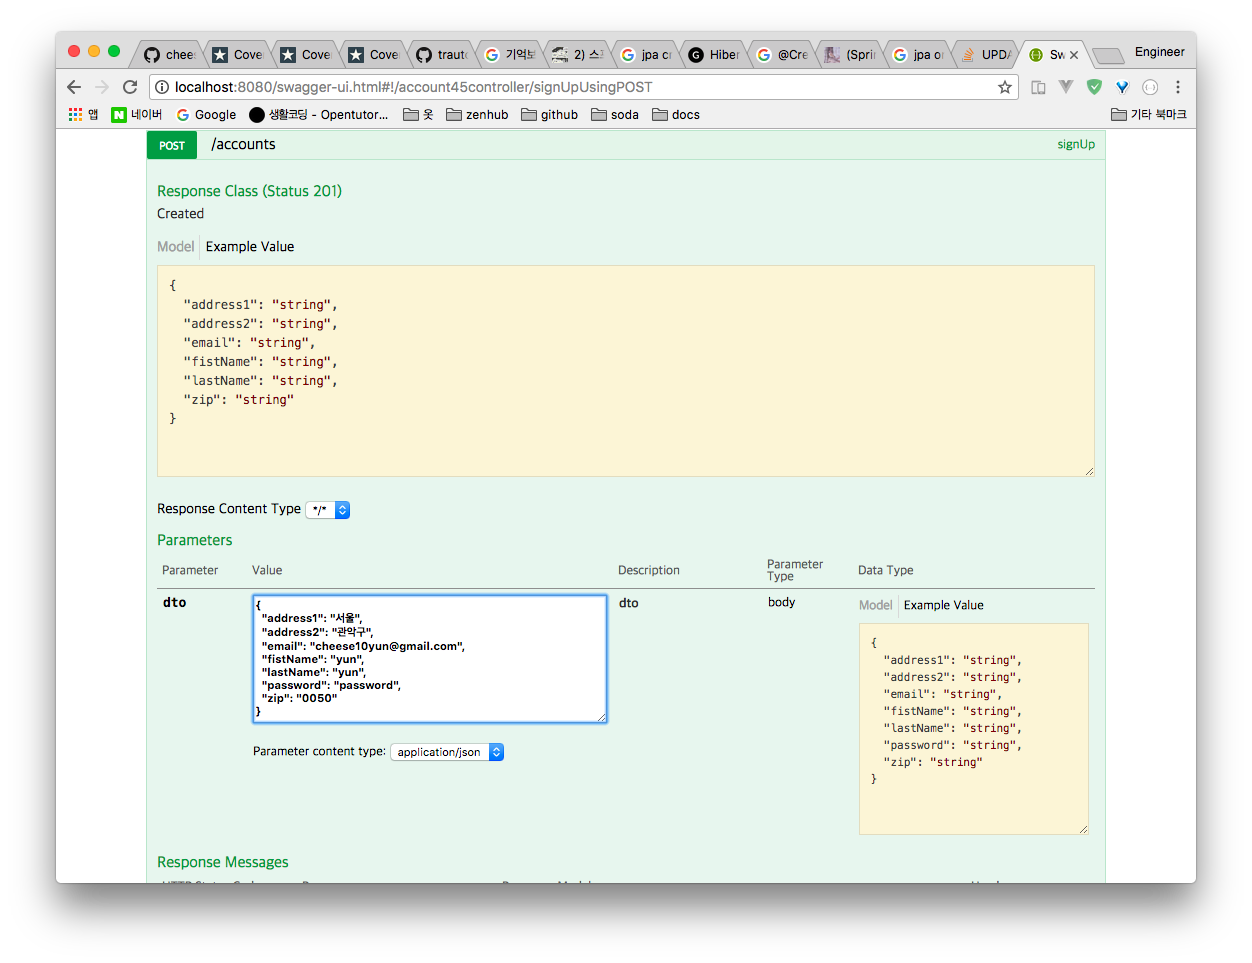 chee
Cove
Cove
Cove
traut
기억보
2) 스
jpa cr
Hiber
@Cre
(Sprin
jpa o
UPDA
Sw
Engineer
localhost:8080/swagger-ui.html#!/account45controller/signUpUsingPOST
앱
네이버
Google
생활코딩 - Opentutor...
옷
zenhub
github
soda
docs
기타 북마크
POST /accounts signUp
Response Class (Status 201)
Created
Model Example Value
{
"address1": "string",
"address2": "string",
"email": "string",
"fistName": "string",
"lastName": "string",
"zip": "string"
}
Response Content Type */*
Parameters
Parameter Value Description Parameter Type Data Type
dto
{
"address1": "서울",
"address2": "관악구",
"email": "cheese10yun@gmail.com",
"fistName": "yun",
"lastName": "yun",
"password": "password",
"zip": "0050"
}
Parameter content type: application/json
dto
body
Model Example Value
{
"address1": "string",
"address2": "string",
"email": "string",
"fistName": "string",
"lastName": "string",
"password": "string",
"zip": "string"
}
Response Messages